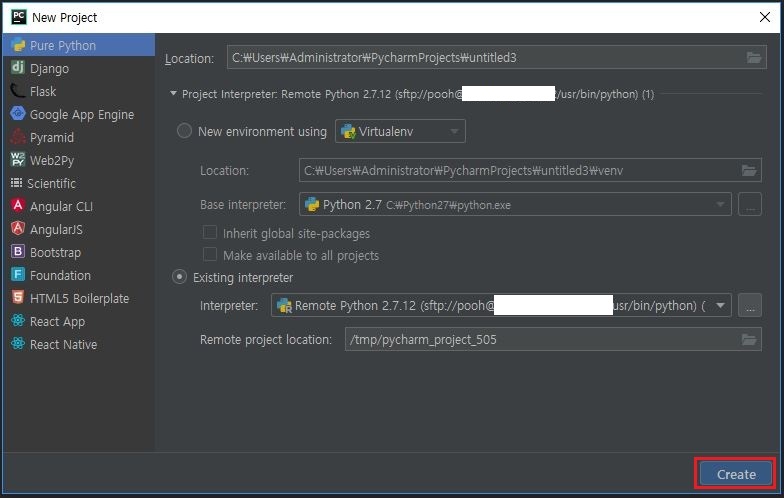 New Project
Pure Python
Django
Flask
Google App Engine
Pyramid
Web2Py
Scientific
Angular CLI
AngularJS
Bootstrap
Foundation
HTML5 Boilerplate
React App
React Native
Location: C:₩Users₩Administrator₩PycharmProjects₩untitled3
Project Interpreter: Remote Python 2.7.12 (sftp://pooh@ /usr/bin/python) (1)
New environment using Virtualenv
Location: C:₩Users₩Administrator₩PycharmProjects₩untitled3₩venv
Base interpreter: Python 2.7 C:₩Python27₩python.exe ...
Inherit global site-packages
Make available to all projects
Existing interpreter
Interpreter: Remote Python 2.7.12 (sftp://pooh@ usr/bin/python) ( ...
Remote project location: /tmp/pycharm_project_505
Create